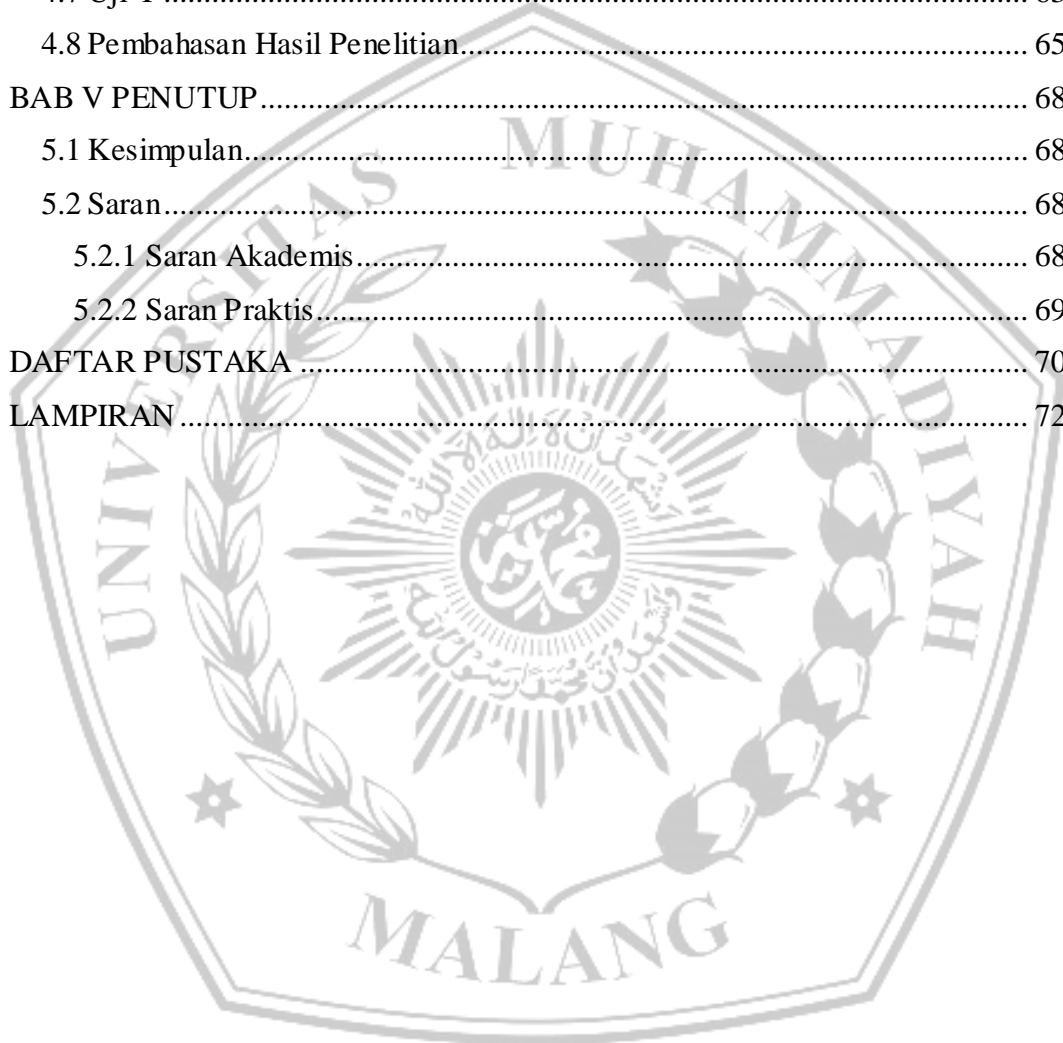 4.8 Pembahasan Hasil Penelitian............ 65
BAB V PENUTUP............ 68
5.1 Kesimpulan............ 68
5.2 Saran............ 68
5.2.1 Saran Akademis............ 68
5.2.2 Saran Praktis............ 69
DAFTAR PUSTAKA ............ 70
LAMPIRAN ............ 72
UNIVERSITAS MUHAMMADIYAH
MALANG